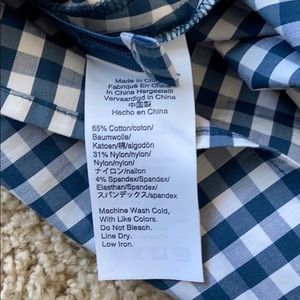 Made In China
Fabriqué En Chine
In China Hergestellt
Vervaardigd In China
中国製
Hecho en China
65% Cotton/coton/
Baumwolle/
Katoen/綿/algodón
31% Nylon/nylon/
Nylon/nylon/
ナイロン/nailon
4% Spandex/Spandex/
Elasthan/Spandex/
スパンデックス/spandex
Machine Wash Cold,
With Like Colors.
Do Not Bleach.
Line Dry.
Low Iron.